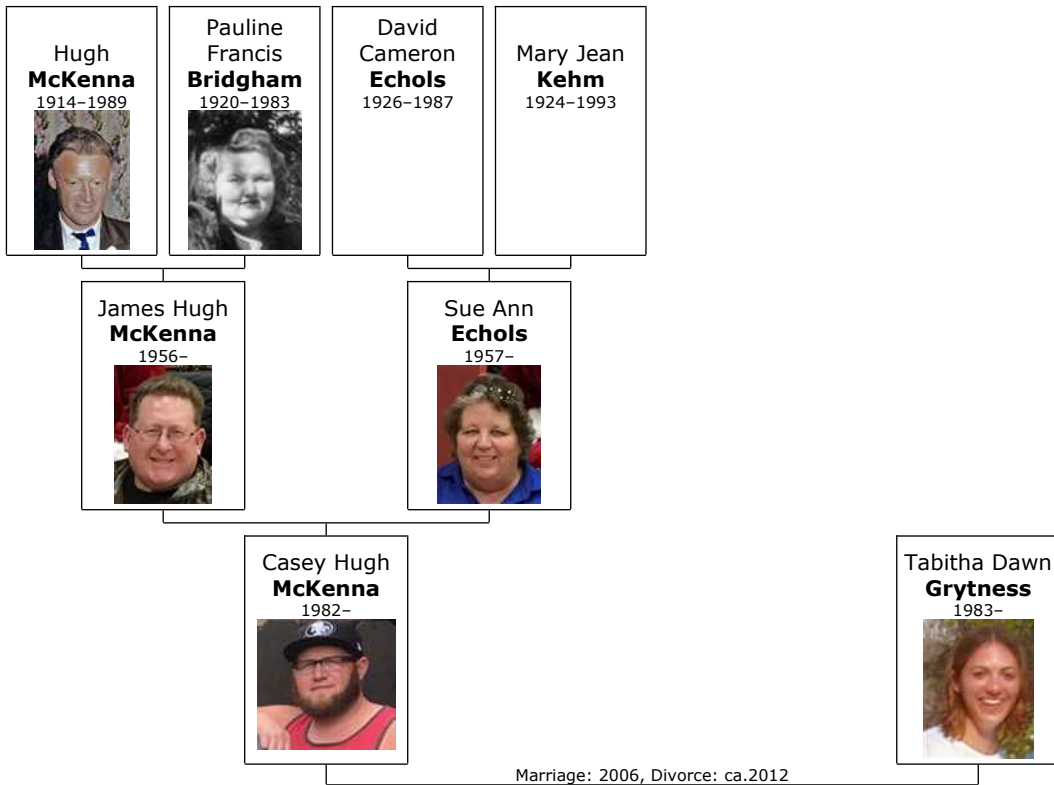 Hugh
McKenna
1914–1989
Pauline
Francis
Bridgham
1920–1983
David
Cameron
Echols
1926–1987
Mary Jean
Kehm
1924–1993
James Hugh
McKenna
1956–
Sue Ann
Echols
1957–
Casey Hugh
McKenna
1982–
Tabitha Dawn
Grytness
1983–
Marriage: 2006, Divorce: ca.2012